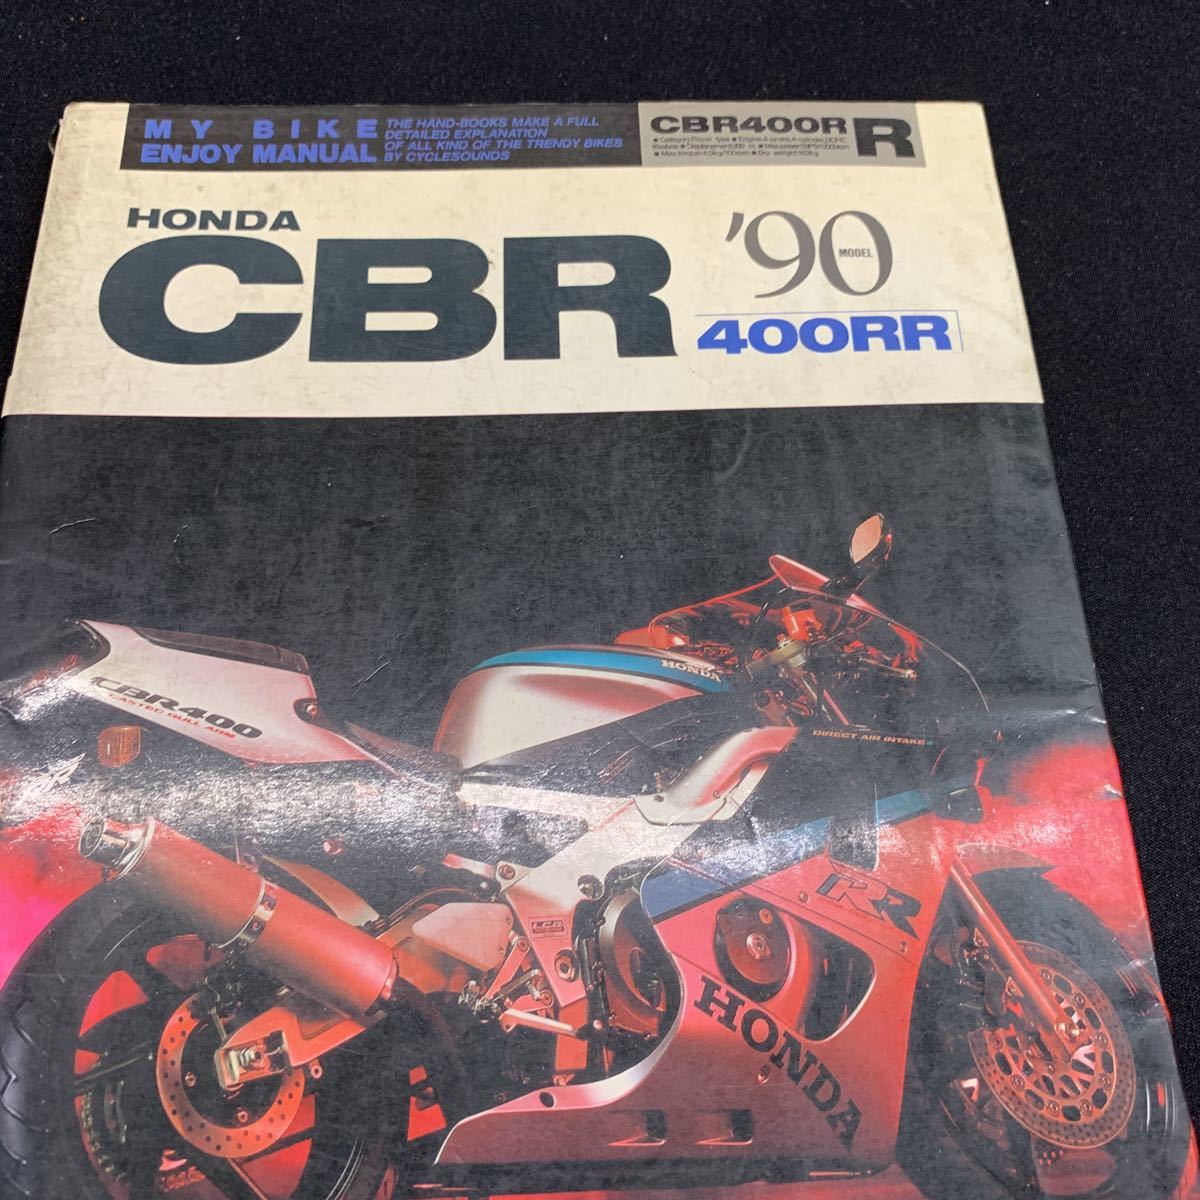 MY BIKE
ENJOY MANUAL
THE HAND-BOOKS MAKE A FULL
DETAILED EXPLANATION
OF ALL KIND OF THE TRENDY BIKES
BY CYCLESOUNDS
CBR400R R
HONDA
CBR
'90
MODEL
400RR
HONDA
CBR400
DIRECT AIR INTAKE
RR
HONDA